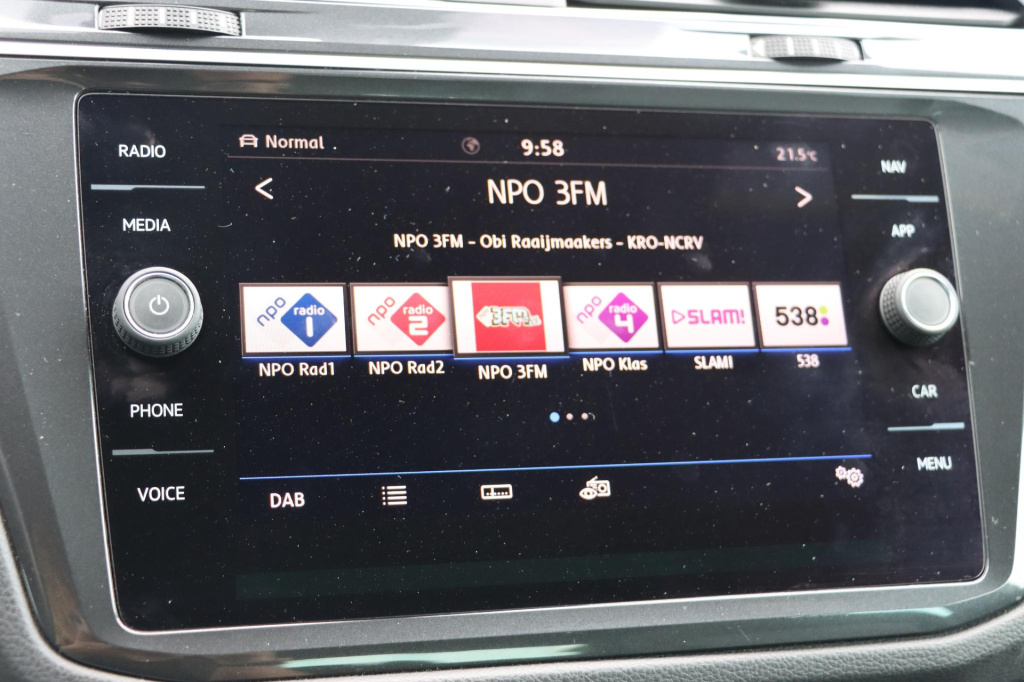 RADIO
MEDIA
PHONE
VOICE
Normal
9:58
21.5°C
< NPO 3FM >
NPO 3FM - Obi Raaijmaakers - KRO-NCRV
npo radio 1
npo radio 2
3FM
npo radio 4
SLAM!
538
NPO Rad1
NPO Rad2
NPO 3FM
NPO Klas
SLAM!
538
DAB
NAV
APP
CAR
MENU